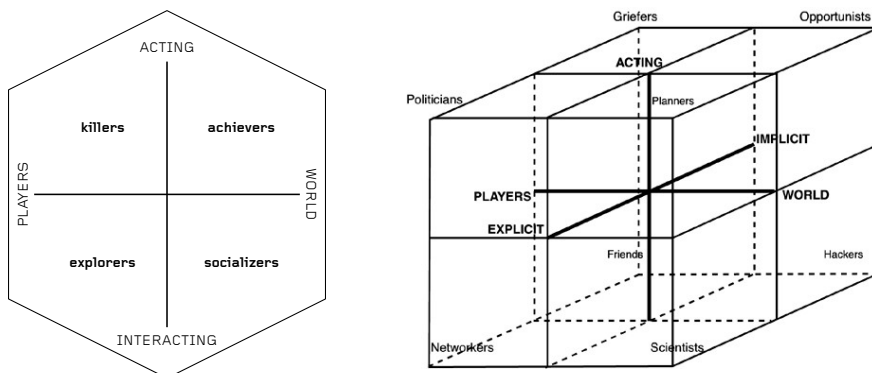 ACTING
killers
achievers
PLAYERS
WORLD
explorers
socializers
INTERACTING
Griefers
Opportunists
ACTING
Politicians
Planners
IMPLICIT
PLAYERS
WORLD
EXPLICIT
Friends
Hackers
Networkers
Scientists